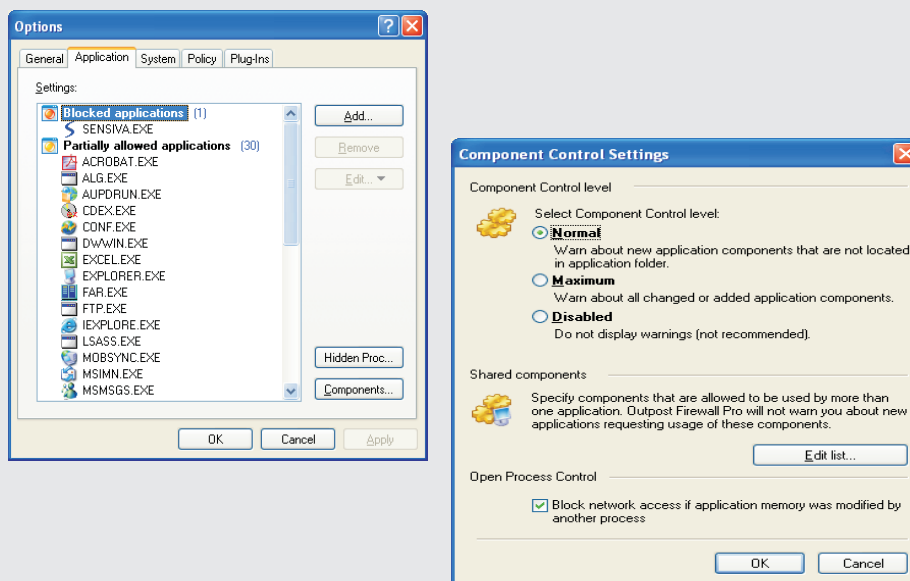 Options
General Application System Policy Plug-Ins
Settings:
Blocked applications (1)
SENSIVA.EXE
Partially allowed applications (30)
ACROBAT.EXE
ALG.EXE
AUPDRUN.EXE
CDEX.EXE
CONF.EXE
DWWIN.EXE
EXCEL.EXE
EXPLORER.EXE
FAR.EXE
FTP.EXE
IEXPLORE.EXE
LSASS.EXE
MOBSYNC.EXE
MSIMN.EXE
MSMSGS.EXE
Add...
Remove
Edit...
Hidden Proc...
Components...
OK Cancel Apply
Component Control Settings
Component Control level
Select Component Control level:
Normal
Warn about new application components that are not located
in application folder.
Maximum
Warn about all changed or added application components.
Disabled
Do not display warnings (not recommended).
Shared components
Specify components that are allowed to be used by more than
one application. Outpost Firewall Pro will not warn you about new
applications requesting usage of these components.
Edit list...
Open Process Control
Block network access if application memory was modified by
another process
OK Cancel